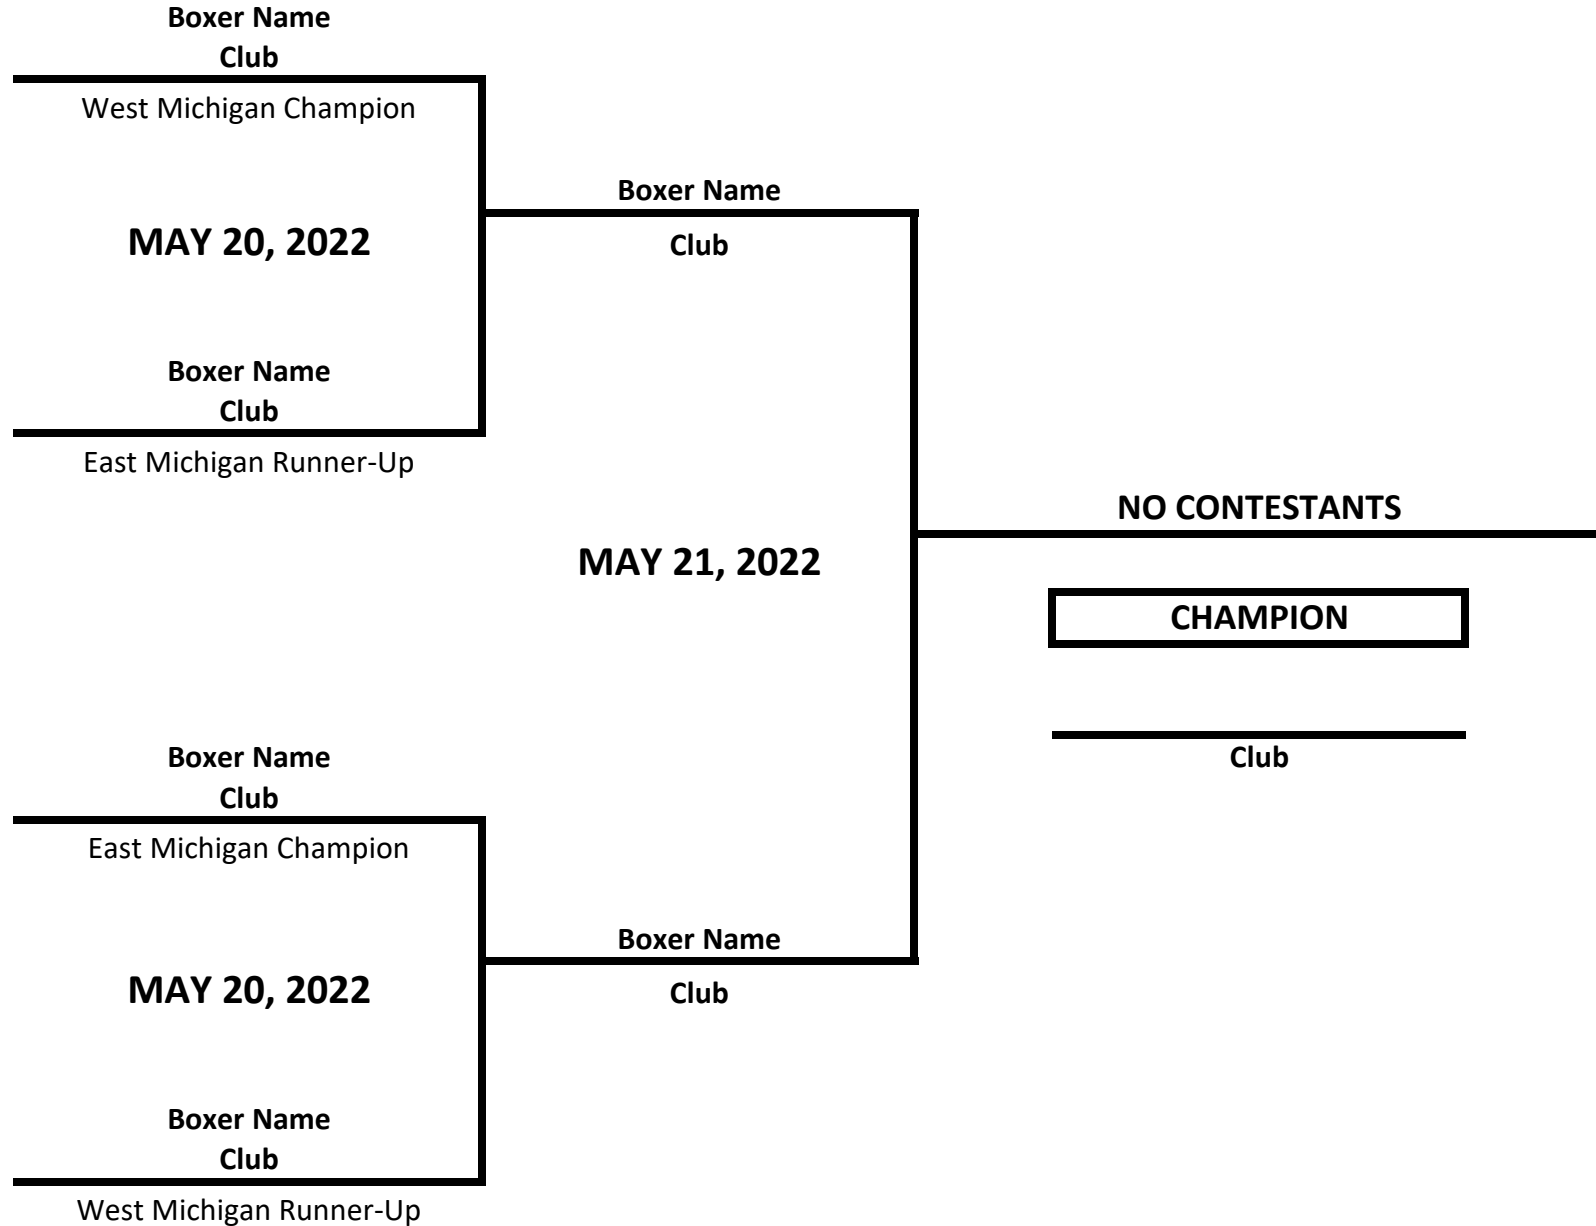 Boxer Name
Club
West Michigan Champion
MAY 20, 2022
Boxer Name
Club
East Michigan Runner-Up
Boxer Name
Club
MAY 21, 2022
NO CONTESTANTS
CHAMPION
Club
Boxer Name
Club
East Michigan Champion
MAY 20, 2022
Boxer Name
Club
West Michigan Runner-Up
Boxer Name
Club